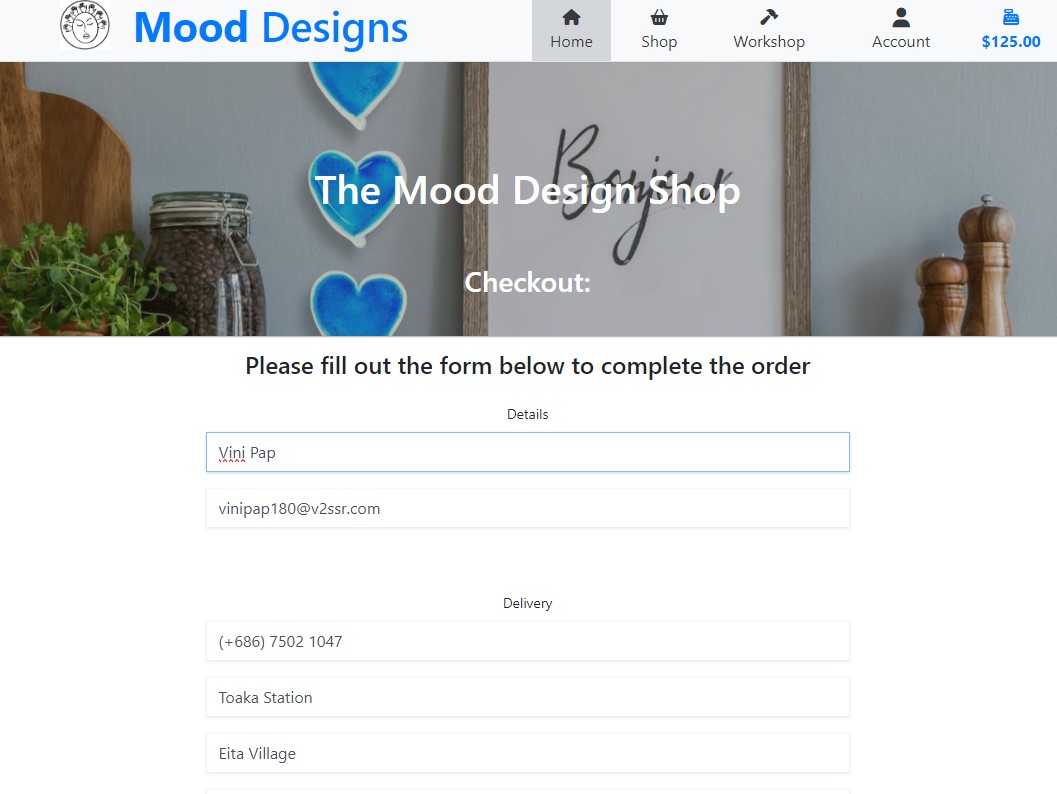 Mood Designs
Home
Shop
Workshop
Account
$125.00
Bonjour
The Mood Design Shop
Checkout:
Please fill out the form below to complete the order
Details
Vini Pap
vinipap180@v2ssr.com
Delivery
(+686) 7502 1047
Toaka Station
Eita Village